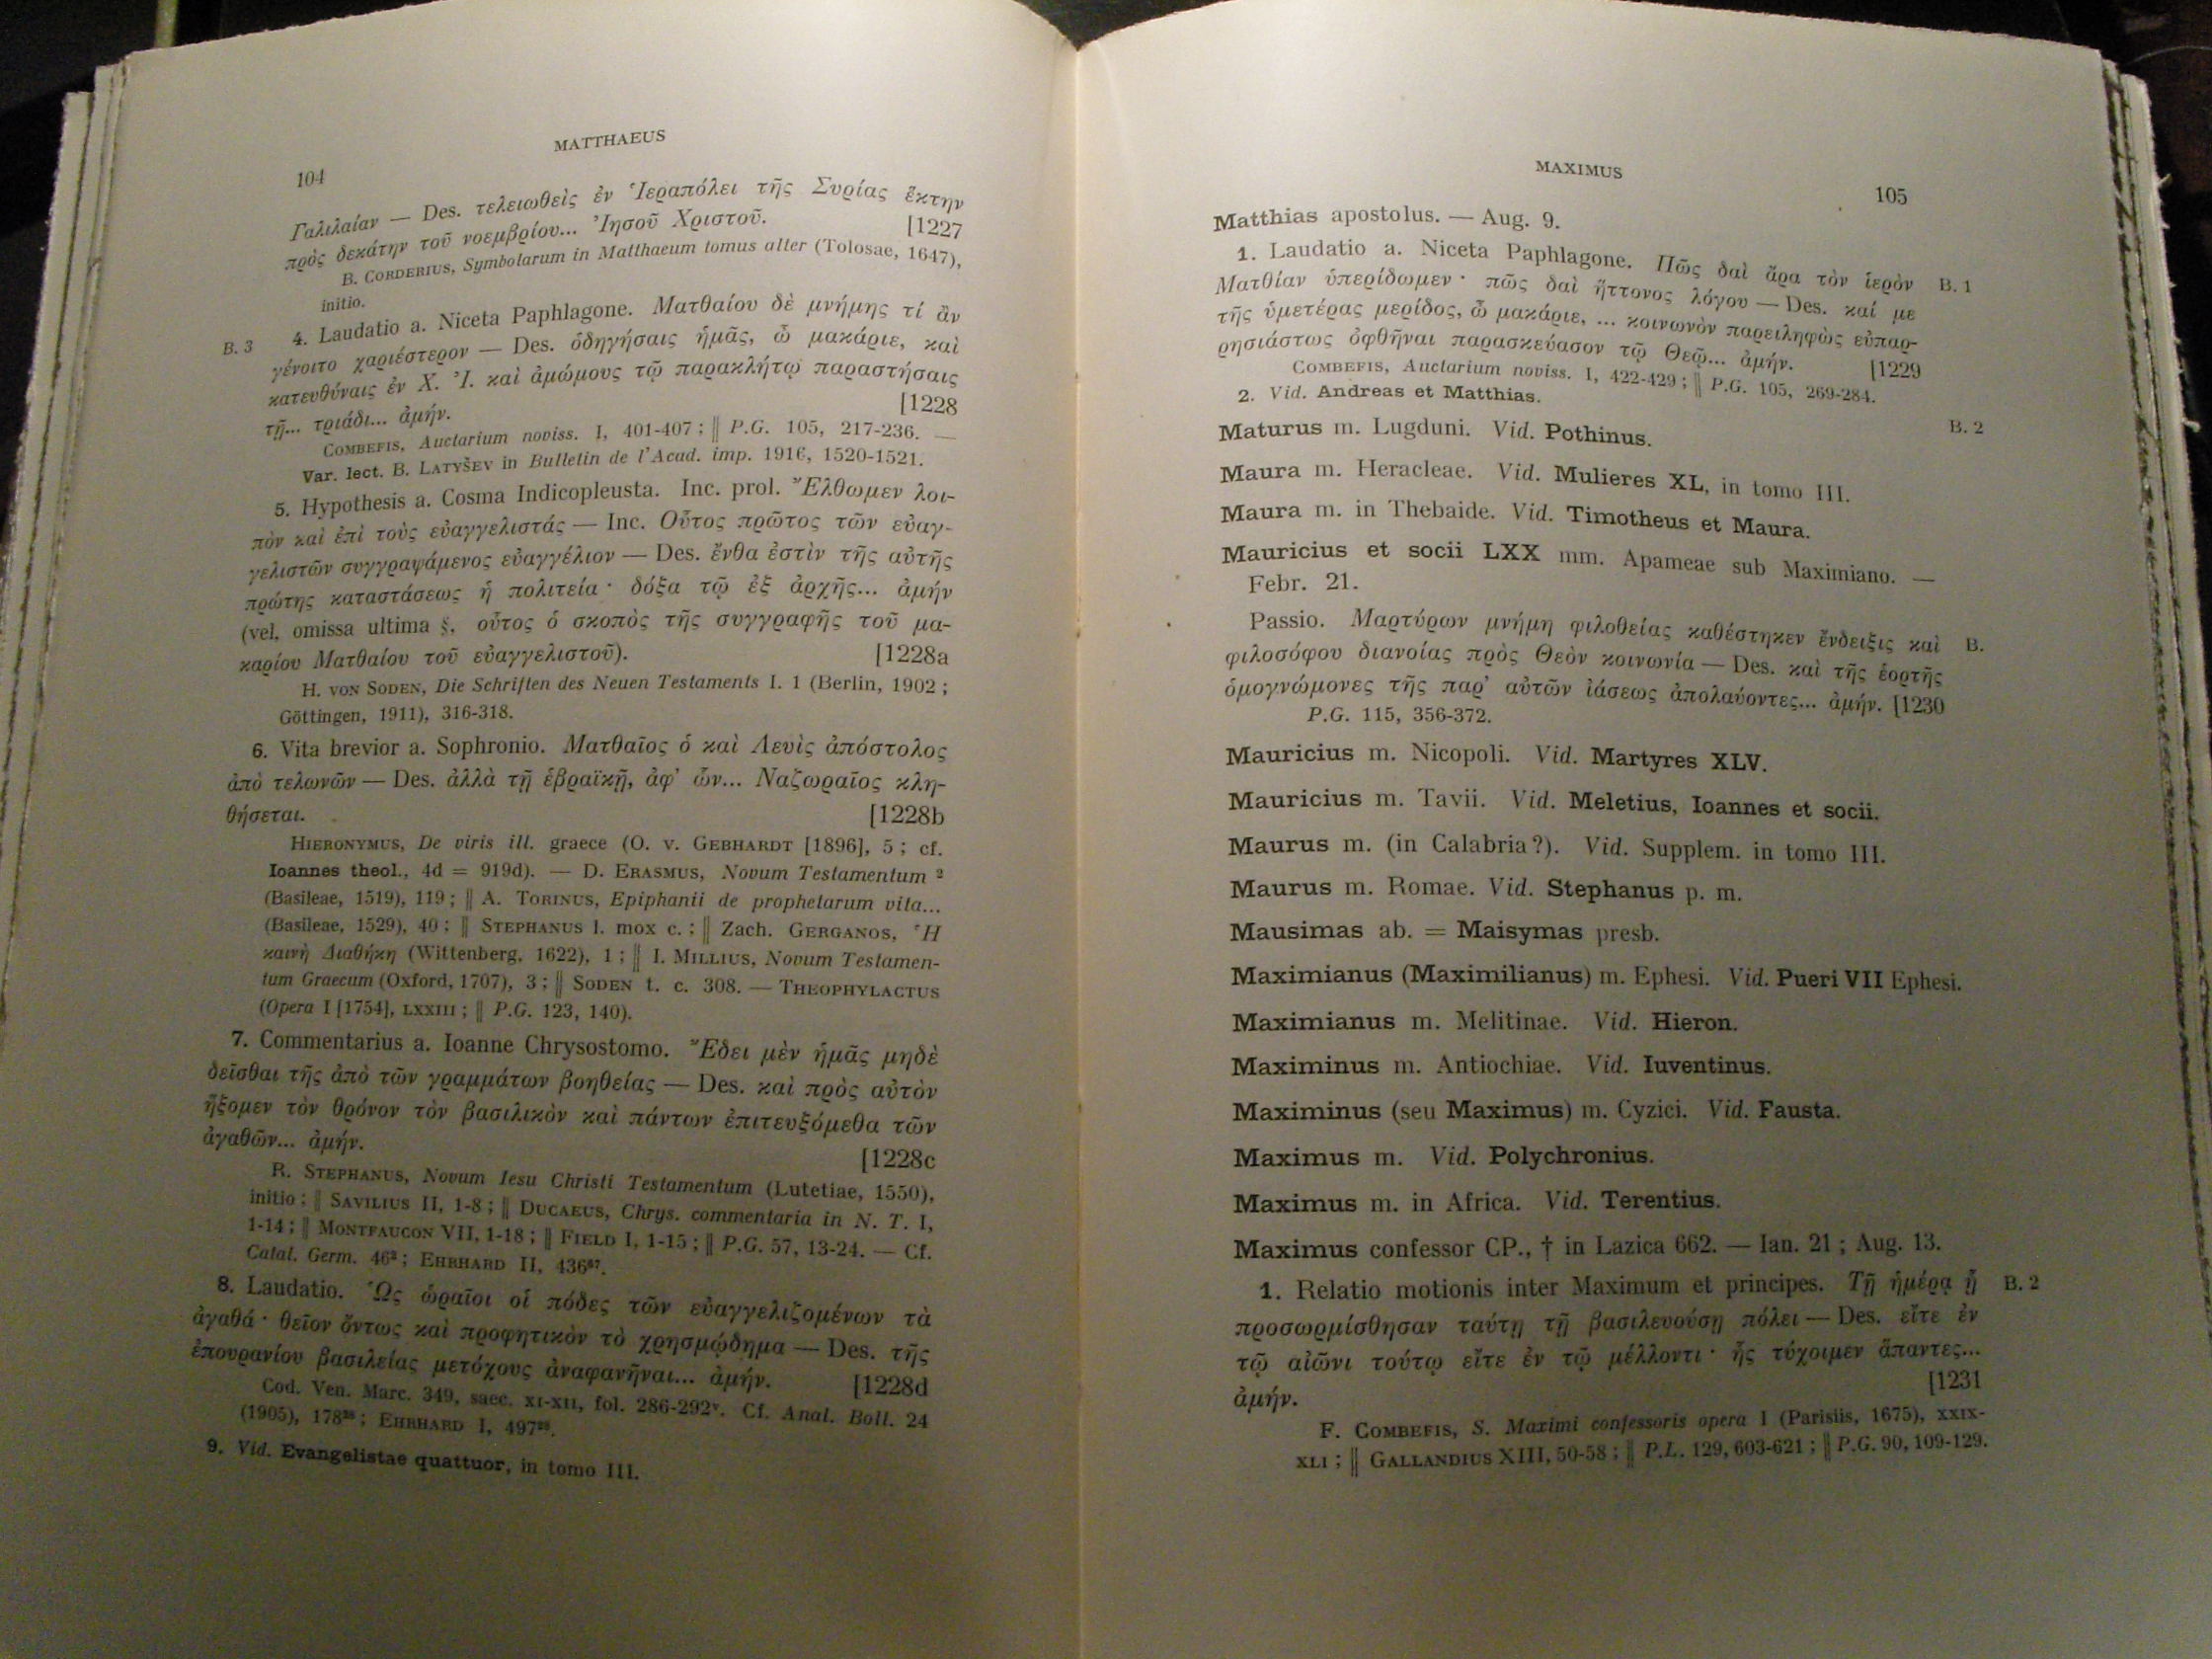 MATTHAEUS
104
Γαλιλαίαν — Des. τελειωθεὶς ἐν Ἱεραπόλει τῆς Συρίας ἕκτην
πρὸς δεκάτην τοῦ νοεμβρίου... Ἰησοῦ Χριστοῦ. [1227
B. CORDERIUS, Symbolarum in Matthaeum tomus alter (Tolosae, 1647),
initio.
B. 3 4. Laudatio a. Niceta Paphlagone. Ματθαίου δὲ μνήμης τί ἂν
γένοιτο χαριέστερον — Des. ὁδηγήσαις ἡμᾶς, ὦ μακάριε, καὶ
κατευθύναις ἐν Χ. Ἰ. καὶ ἀμώμους τῷ παρακλήτῳ παραστήσαις
τῇ... τριάδι... ἀμήν. [1228
COMBEFIS, Auctarium noviss. I, 401-407 ; || P.G. 105, 217-236. —
Var. lect. B. LATYŠEV in Bulletin de l'Acad. imp. 1916, 1520-1521.
5. Hypothesis a. Cosma Indicopleusta. Inc. prol. Ἔλθωμεν λοι-
πὸν καὶ ἐπὶ τοὺς εὐαγγελιστάς — Inc. Οὗτος πρῶτος τῶν εὐαγ-
γελιστῶν συγγραψάμενος εὐαγγέλιον — Des. ἔνθα ἐστὶν τῆς αὐτῆς
πρώτης καταστάσεως ἡ πολιτεία · δόξα τῷ ἐξ ἀρχῆς... ἀμήν
(vel, omissa ultima §, οὗτος ὁ σκοπὸς τῆς συγγραφῆς τοῦ μα-
καρίου Ματθαίου τοῦ εὐαγγελιστοῦ). [1228a
H. VON SODEN, Die Schriften des Neuen Testaments I. 1 (Berlin, 1902 ;
Göttingen, 1911), 316-318.
6. Vita brevior a. Sophronio. Ματθαῖος ὁ καὶ Λευὶς ἀπόστολος
ἀπὸ τελωνῶν — Des. ἀλλὰ τῇ ἑβραϊκῇ, ἀφ' ὧν... Ναζωραῖος κλη-
θήσεται. [1228b
HIERONYMUS, De viris ill. graece (O. v. GEBHARDT [1896], 5 ; cf.
Ioannes theol., 4d = 919d). — D. ERASMUS, Novum Testamentum ²
(Basileae, 1519), 119 ; || A. TORINUS, Epiphanii de prophetarum vita...
(Basileae, 1529), 40 ; || STEPHANUS l. mox c. ; || Zach. GERGANOS, Ἡ
καινὴ Διαθήκη (Wittenberg, 1622), 1 ; || I. MILLIUS, Novum Testamen-
tum Graecum (Oxford, 1707), 3 ; || SODEN t. c. 308. — THEOPHYLACTUS
(Opera I [1754], LXXIII ; || P.G. 123, 140).
7. Commentarius a. Ioanne Chrysostomo. Ἔδει μὲν ἡμᾶς μηδὲ
δεῖσθαι τῆς ἀπὸ τῶν γραμμάτων βοηθείας — Des. καὶ πρὸς αὐτὸν
ἥξομεν τὸν θρόνον τὸν βασιλικὸν καὶ πάντων ἐπιτευξόμεθα τῶν
ἀγαθῶν... ἀμήν. [1228c
R. STEPHANUS, Novum Iesu Christi Testamentum (Lutetiae, 1550),
initio ; || SAVILIUS II, 1-8 ; || DUCAEUS, Chrys. commentaria in N. T. I,
1-14 ; || MONTFAUCON VII, 1-18 ; || FIELD I, 1-15 ; || P.G. 57, 13-24. — Cf.
Catal. Germ. 46² ; EHRHARD II, 436⁸⁷.
8. Laudatio. Ὡς ὡραῖοι οἱ πόδες τῶν εὐαγγελιζομένων τὰ
ἀγαθά · θεῖον ὄντως καὶ προφητικὸν τὸ χρησμῴδημα — Des. τῆς
ἐπουρανίου βασιλείας μετόχους ἀναφανῆναι... ἀμήν. [1228d
Cod. Ven. Marc. 349, saec. XI-XII, fol. 286-292ᵛ. Cf. Anal. Boll. 24
(1905), 178 ; EHRHARD I, 497.
9. Vid. Evangelistae quattuor, in tomo III.
MAXIMUS
105
Matthias apostolus. — Aug. 9.
1. Laudatio a. Niceta Paphlagone. Πῶς δαὶ ἄρα τὸν ἱερὸν B. 1
Ματθίαν ὑπερίδωμεν · πῶς δαὶ ἥττονος λόγου — Des. καί με
τῆς ὑμετέρας μερίδος, ὦ μακάριε, ... κοινωνὸν παρειληφὼς εὐπαρ-
ρησιάστως ὀφθῆναι παρασκεύασον τῷ Θεῷ... ἀμήν. [1229
COMBEFIS, Auctarium noviss. I, 422-429 ; || P.G. 105, 269-284.
2. Vid. Andreas et Matthias. B. 2
Maturus m. Lugduni. Vid. Pothinus.
Maura m. Heracleae. Vid. Mulieres XL, in tomo III.
Maura m. in Thebaide. Vid. Timotheus et Maura.
Mauricius et socii LXX mm. Apameae sub Maximiano. —
Febr. 21.
Passio. Μαρτύρων μνήμη φιλοθείας καθέστηκεν ἔνδειξις καὶ B.
φιλοσόφου διανοίας πρὸς Θεὸν κοινωνία — Des. καὶ τῆς ἑορτῆς
ὁμογνώμονες τῆς παρ' αὐτῶν ἰάσεως ἀπολαύοντες... ἀμήν. [1230
P.G. 115, 356-372.
Mauricius m. Nicopoli. Vid. Martyres XLV.
Mauricius m. Tavii. Vid. Meletius, Ioannes et socii.
Maurus m. (in Calabria ?). Vid. Supplem. in tomo III.
Maurus m. Romae. Vid. Stephanus p. m.
Mausimas ab. = Maisymas presb.
Maximianus (Maximilianus) m. Ephesi. Vid. Pueri VII Ephesi.
Maximianus m. Melitinae. Vid. Hieron.
Maximinus m. Antiochiae. Vid. Iuventinus.
Maximinus (seu Maximus) m. Cyzici. Vid. Fausta.
Maximus m. Vid. Polychronius.
Maximus m. in Africa. Vid. Terentius.
Maximus confessor CP., † in Lazica 662. — Ian. 21 ; Aug. 13.
1. Relatio motionis inter Maximum et principes. Τῇ ἡμέρᾳ ᾗ B. 2
προσωρμίσθησαν ταύτῃ τῇ βασιλευούσῃ πόλει — Des. εἴτε ἐν
τῷ αἰῶνι τούτῳ εἴτε ἐν τῷ μέλλοντι · ἧς τύχοιμεν ἅπαντες...
ἀμήν. [1231
F. COMBEFIS, S. Maximi confessoris opera I (Parisiis, 1675), XXIX-
XLI ; || GALLANDIUS XIII, 50-58 ; || P.L. 129, 603-621 ; || P.G. 90, 109-129.